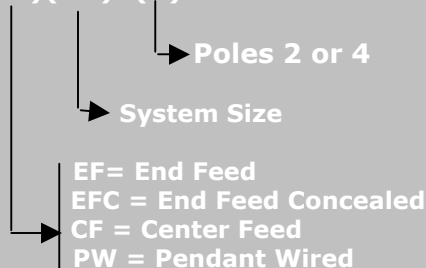 Poles 2 or 4
System Size
EF= End Feed
EFC = End Feed Concealed
CF = Center Feed
PW = Pendant Wired